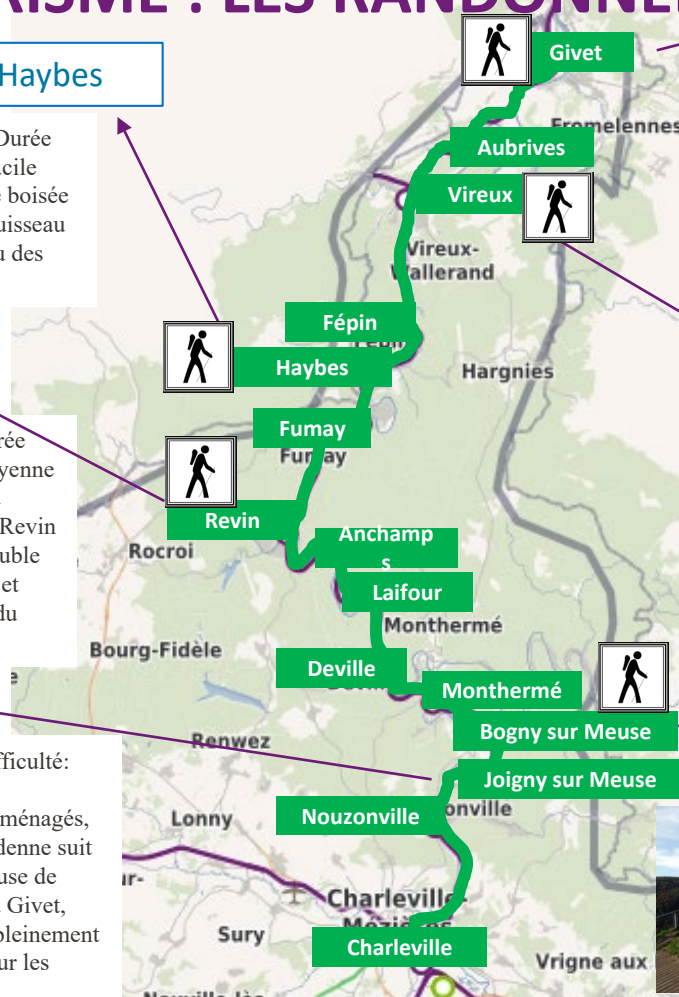 RISME : LES RANDONNE
Haybes
Durée
acile
e boisée
uisseau
u des
rée
yenne
Revin
uble
et
du
e
fficulté:
ménagés,
denne suit
use de
Givet,
pleinement
ur les
Givet
Fromelennes
Aubrives
Vireux
Vireux-
Wallerand
Fépin
Haybes
Hargnies
Fumay
Fumay
Revin
Rocroi
Anchamp
s
Laifour
Monthermé
Bourg-Fidèle
Deville
Monthermé
Bogny sur Meuse
Renwez
Joigny sur Meuse
Nouzonville
onville
Lonny
ur-
Charleville-
Mézières
Sury
Charleville
Vrigne aux